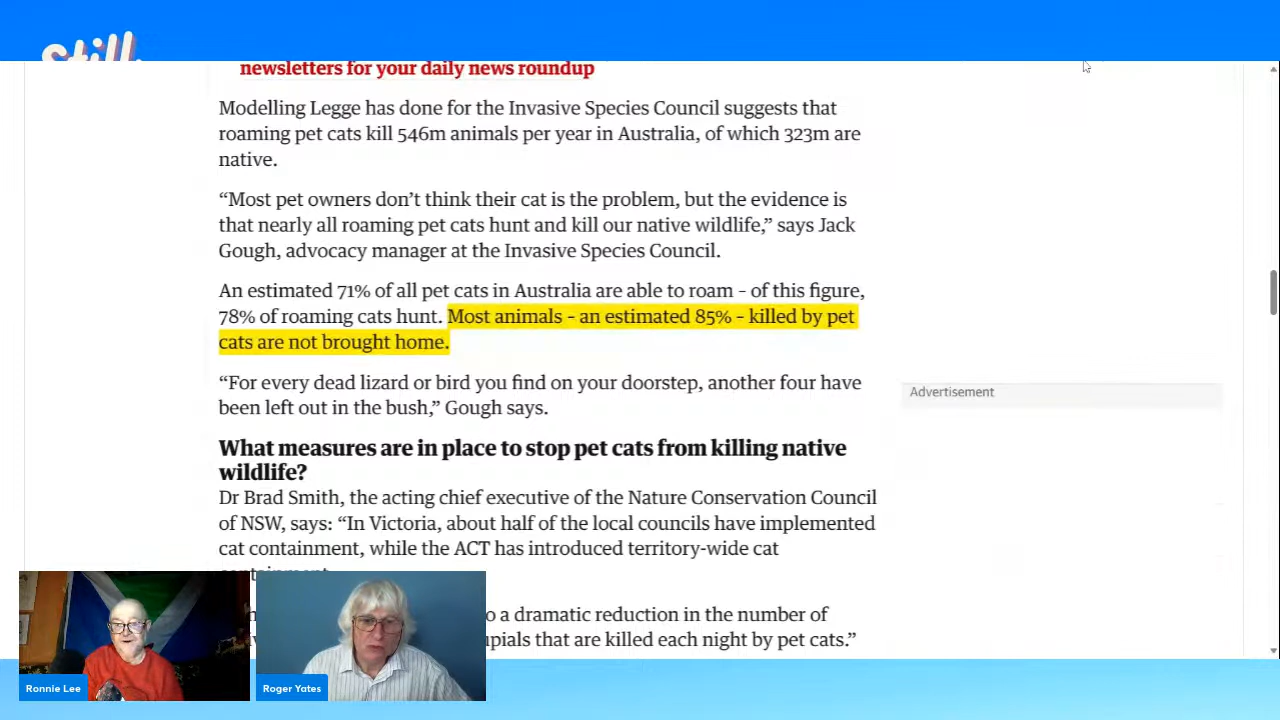 Still
newsletters for your daily news roundup
Modelling Legge has done for the Invasive Species Council suggests that
roaming pet cats kill 546m animals per year in Australia, of which 323m are
native.
“Most pet owners don’t think their cat is the problem, but the evidence is
that nearly all roaming pet cats hunt and kill our native wildlife,” says Jack
Gough, advocacy manager at the Invasive Species Council.
An estimated 71% of all pet cats in Australia are able to roam – of this figure,
78% of roaming cats hunt. Most animals – an estimated 85% – killed by pet
cats are not brought home.
“For every dead lizard or bird you find on your doorstep, another four have
been left out in the bush,” Gough says.
Advertisement
What measures are in place to stop pet cats from killing native
wildlife?
Dr Brad Smith, the acting chief executive of the Nature Conservation Council
of NSW, says: “In Victoria, about half of the local councils have implemented
cat containment, while the ACT has introduced territory-wide cat
o a dramatic reduction in the number of
upials that are killed each night by pet cats.”
Ronnie Lee
Roger Yates